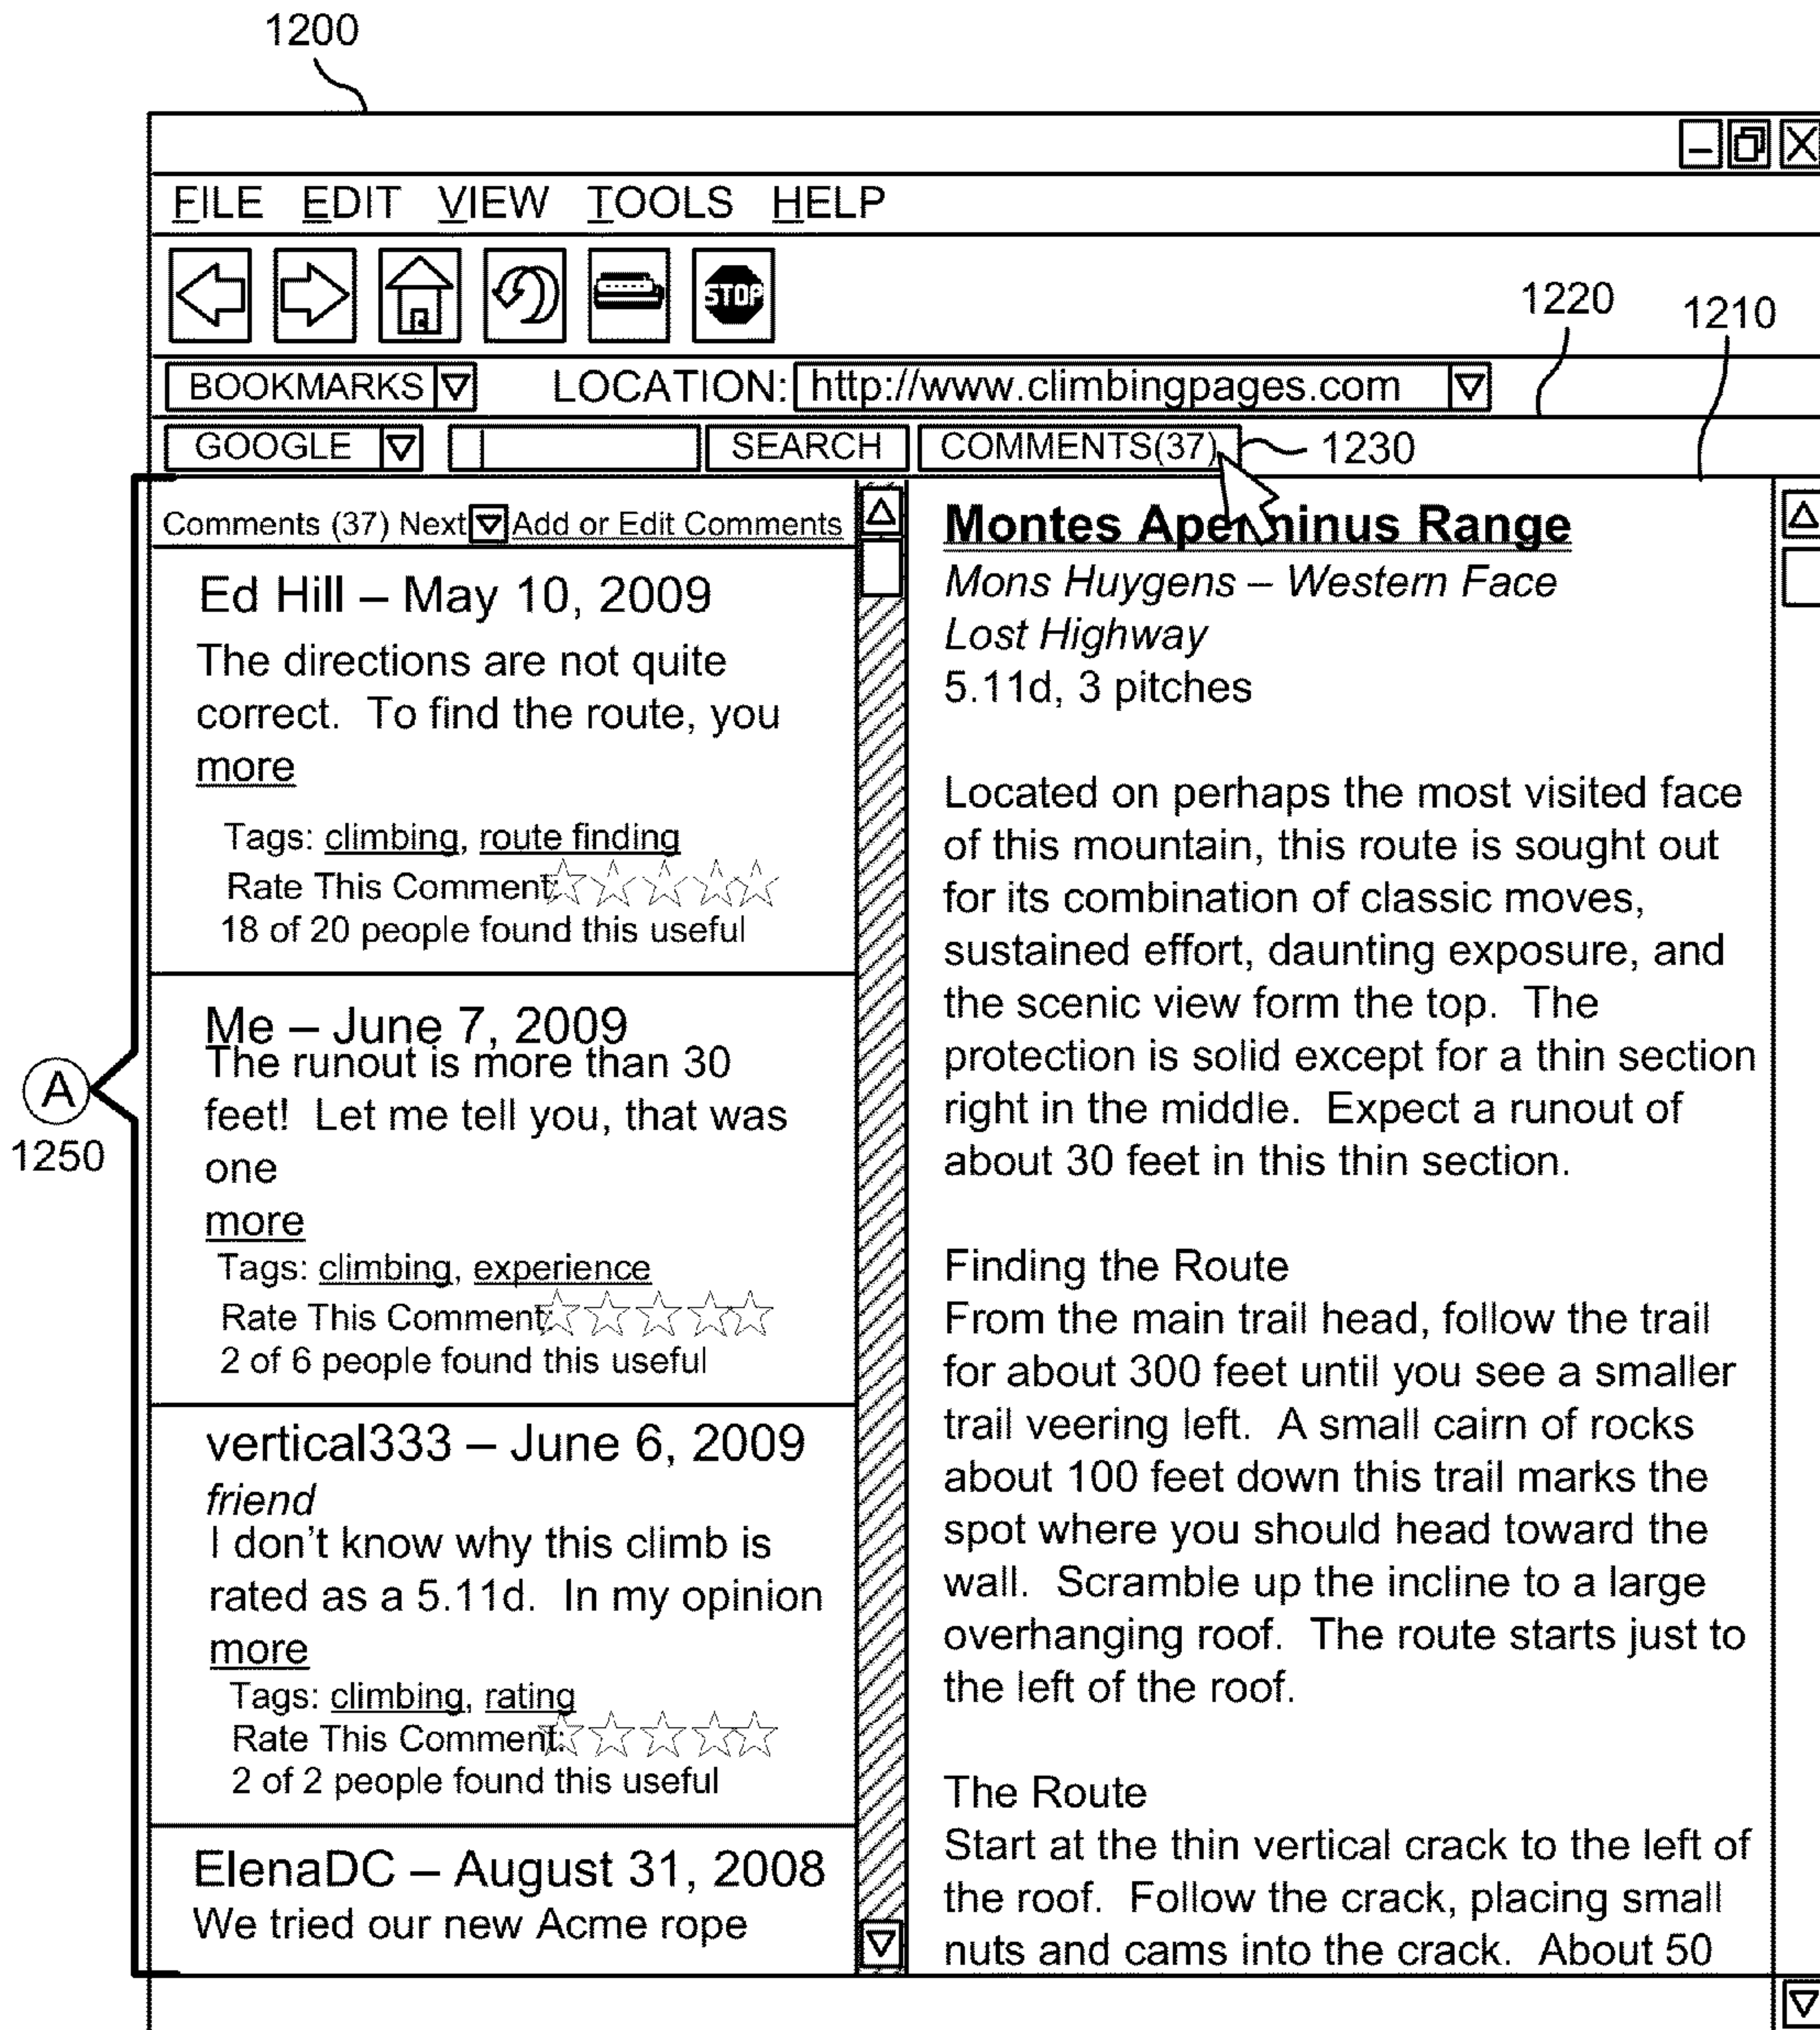 1200
FILE EDIT VIEW TOOLS HELP
STOP
1220
1210
BOOKMARKS LOCATION: http://www.climbingpages.com
GOOGLE SEARCH COMMENTS(37) 1230
Comments (37) Next Add or Edit Comments
Ed Hill – May 10, 2009
The directions are not quite
correct. To find the route, you
more
Tags: climbing, route finding
Rate This Comment:
18 of 20 people found this useful
Me – June 7, 2009
The runout is more than 30
feet! Let me tell you, that was
one
more
Tags: climbing, experience
Rate This Comment:
2 of 6 people found this useful
vertical333 – June 6, 2009
friend
I don't know why this climb is
rated as a 5.11d. In my opinion
more
Tags: climbing, rating
Rate This Comment:
2 of 2 people found this useful
ElenaDC – August 31, 2008
We tried our new Acme rope
A
1250
Montes Apenninus Range
Mons Huygens – Western Face
Lost Highway
5.11d, 3 pitches
Located on perhaps the most visited face
of this mountain, this route is sought out
for its combination of classic moves,
sustained effort, daunting exposure, and
the scenic view form the top. The
protection is solid except for a thin section
right in the middle. Expect a runout of
about 30 feet in this thin section.
Finding the Route
From the main trail head, follow the trail
for about 300 feet until you see a smaller
trail veering left. A small cairn of rocks
about 100 feet down this trail marks the
spot where you should head toward the
wall. Scramble up the incline to a large
overhanging roof. The route starts just to
the left of the roof.
The Route
Start at the thin vertical crack to the left of
the roof. Follow the crack, placing small
nuts and cams into the crack. About 50